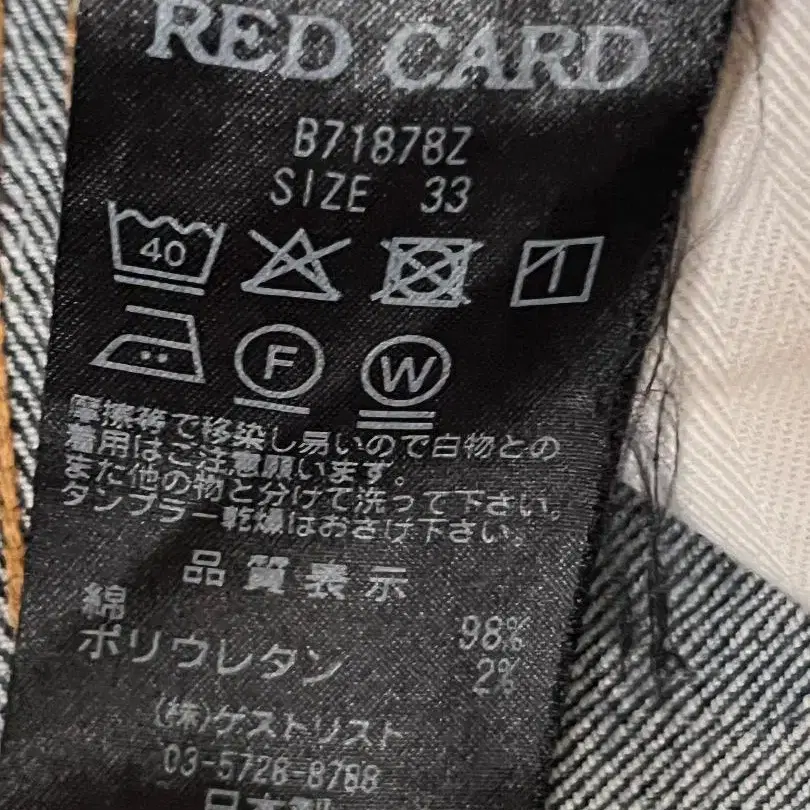 RED CARD
B71878Z
SIZE 33
40
F W
摩擦等で移染し易いので白物との
着用はご注意願います。
また他の物と分けて洗って下さい。
タンブラー乾燥はおさけ下さい。
品質表示
綿 98%
ポリウレタン 2%
(株)ゲストリスト
03-5728-8788
日本製